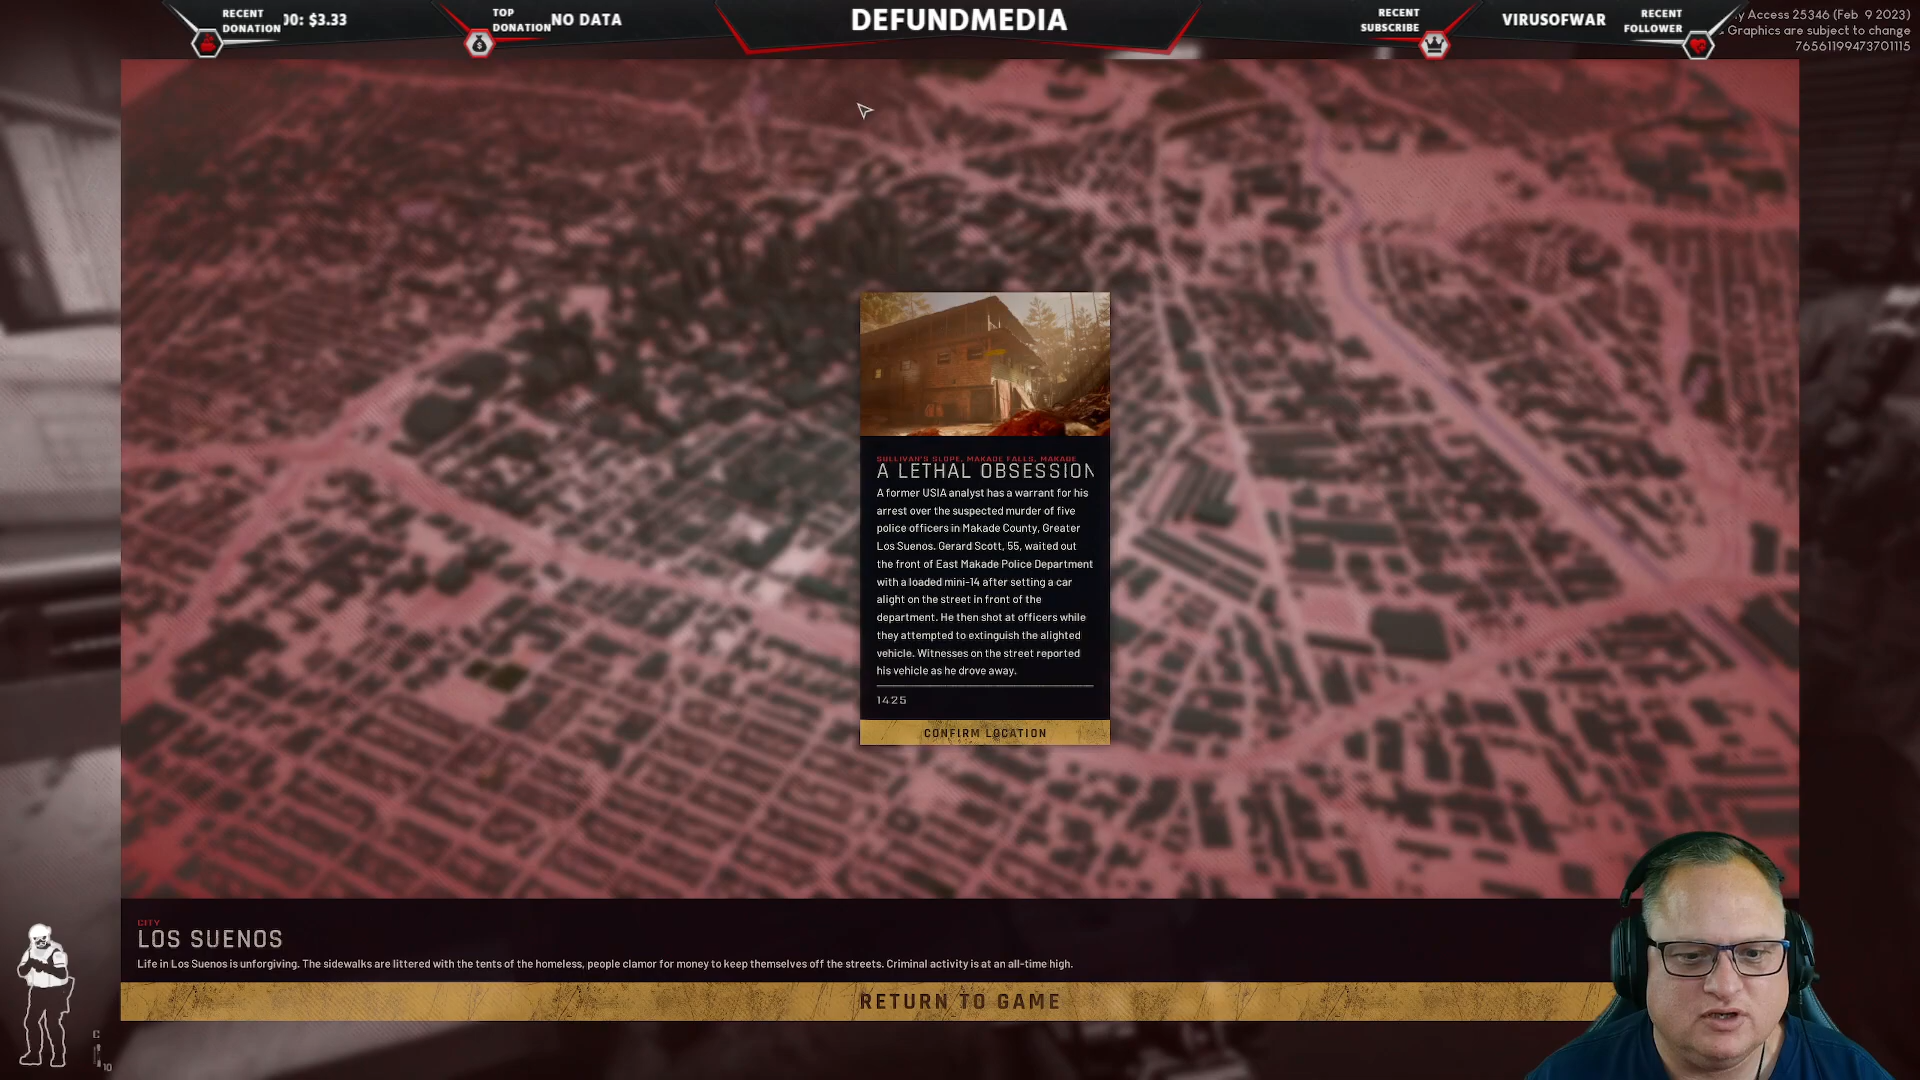 RECENT
DONATION
00: $3.33
TOP
DONATION
NO DATA
DEFUNDMEDIA
RECENT
SUBSCRIBE
VIRUSOFWAR
RECENT
FOLLOWER
Access 25346 (Feb 9 2023)
Graphics are subject to change
76561199473701115
SULLIVAN'S SLOPE, MAKADE FALLS, MAKADE
A LETHAL OBSESSION
A former USIA analyst has a warrant for his
arrest over the suspected murder of five
police officers in Makade County, Greater
Los Suenos. Gerard Scott, 55, waited out
the front of East Makade Police Department
with a loaded mini-14 after setting a car
alight on the street in front of the
department. He then shot at officers while
they attempted to extinguish the alighted
vehicle. Witnesses on the street reported
his vehicle as he drove away.
1425
CONFIRM LOCATION
CITY
LOS SUENOS
Life in Los Suenos is unforgiving. The sidewalks are littered with the tents of the homeless, people clamor for money to keep themselves off the streets. Criminal activity is at an all-time high.
RETURN TO GAME
10